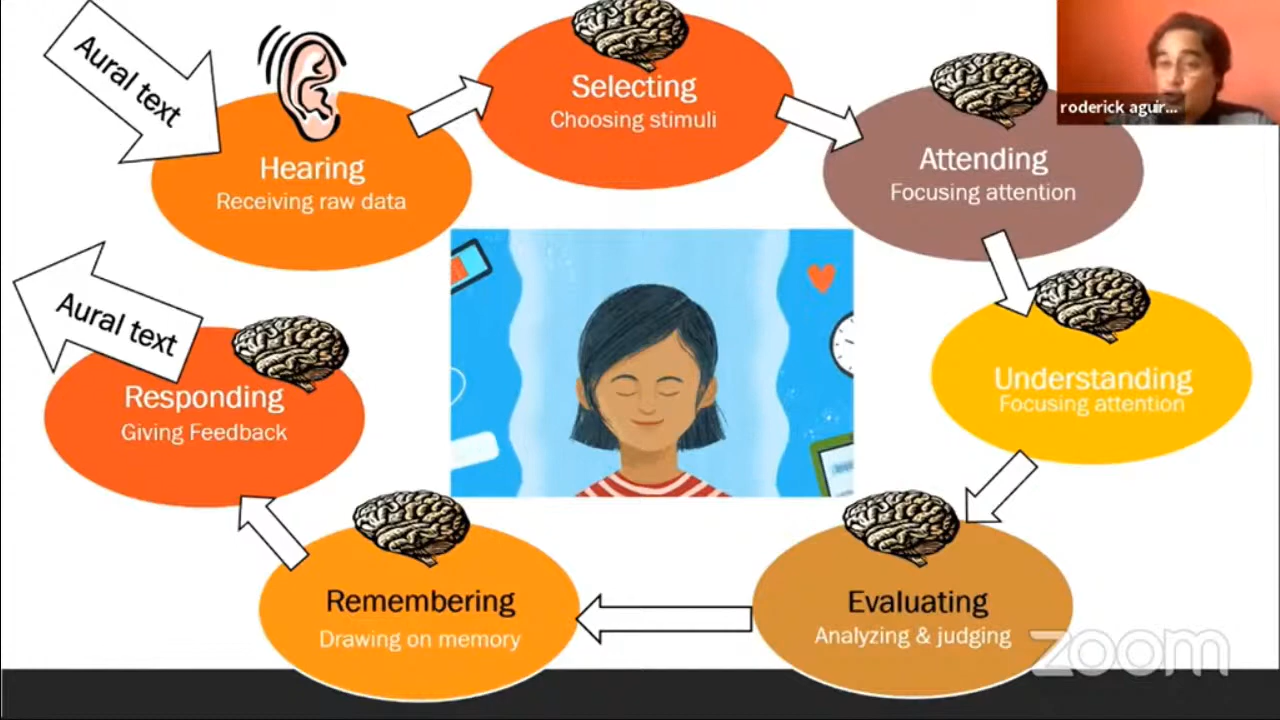 Aural text
Hearing
Receiving raw data
Selecting
Choosing stimuli
Attending
Focusing attention
roderick aguir...
Understanding
Focusing attention
Evaluating
Analyzing & judging
Remembering
Drawing on memory
Responding
Giving Feedback
Aural text
zoom